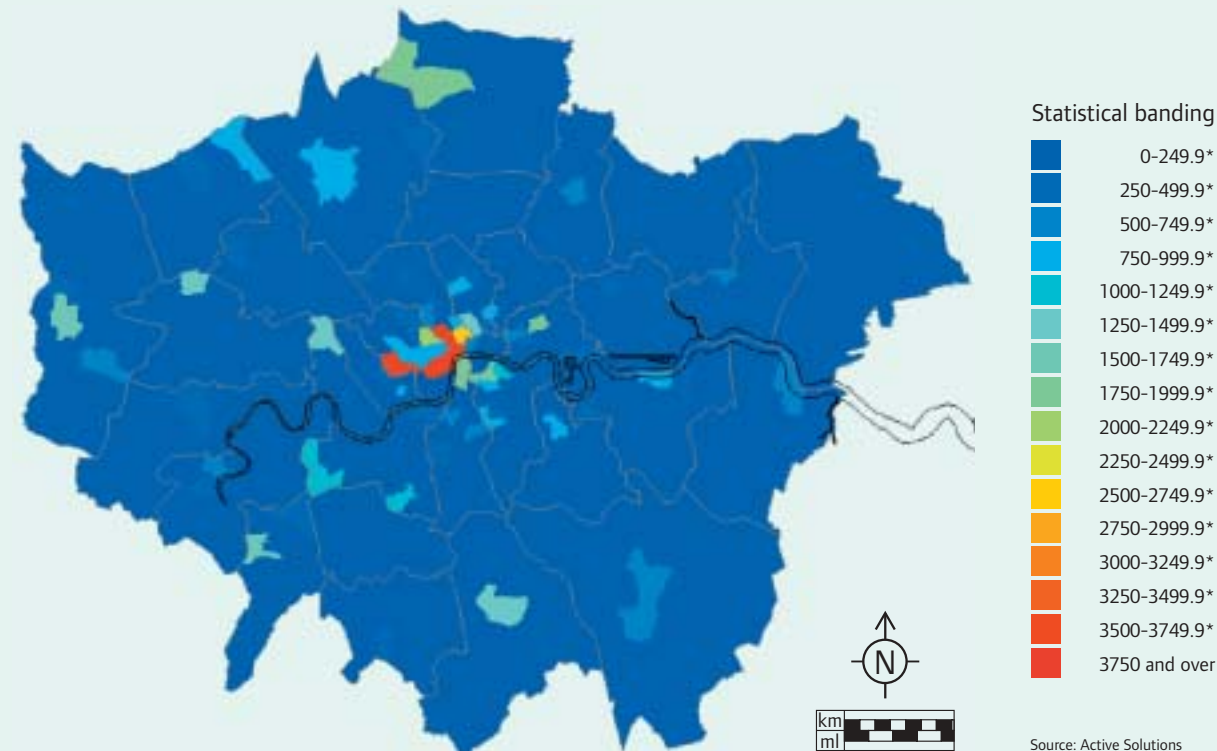 Statistical banding
0-249.9*
250-499.9*
500-749.9*
750-999.9*
1000-1249.9*
1250-1499.9*
1500-1749.9*
1750-1999.9*
2000-2249.9*
2250-2499.9*
2500-2749.9*
2750-2999.9*
3000-3249.9*
3250-3499.9*
3500-3749.9*
3750 and over
N
km
ml
Source: Active Solutions